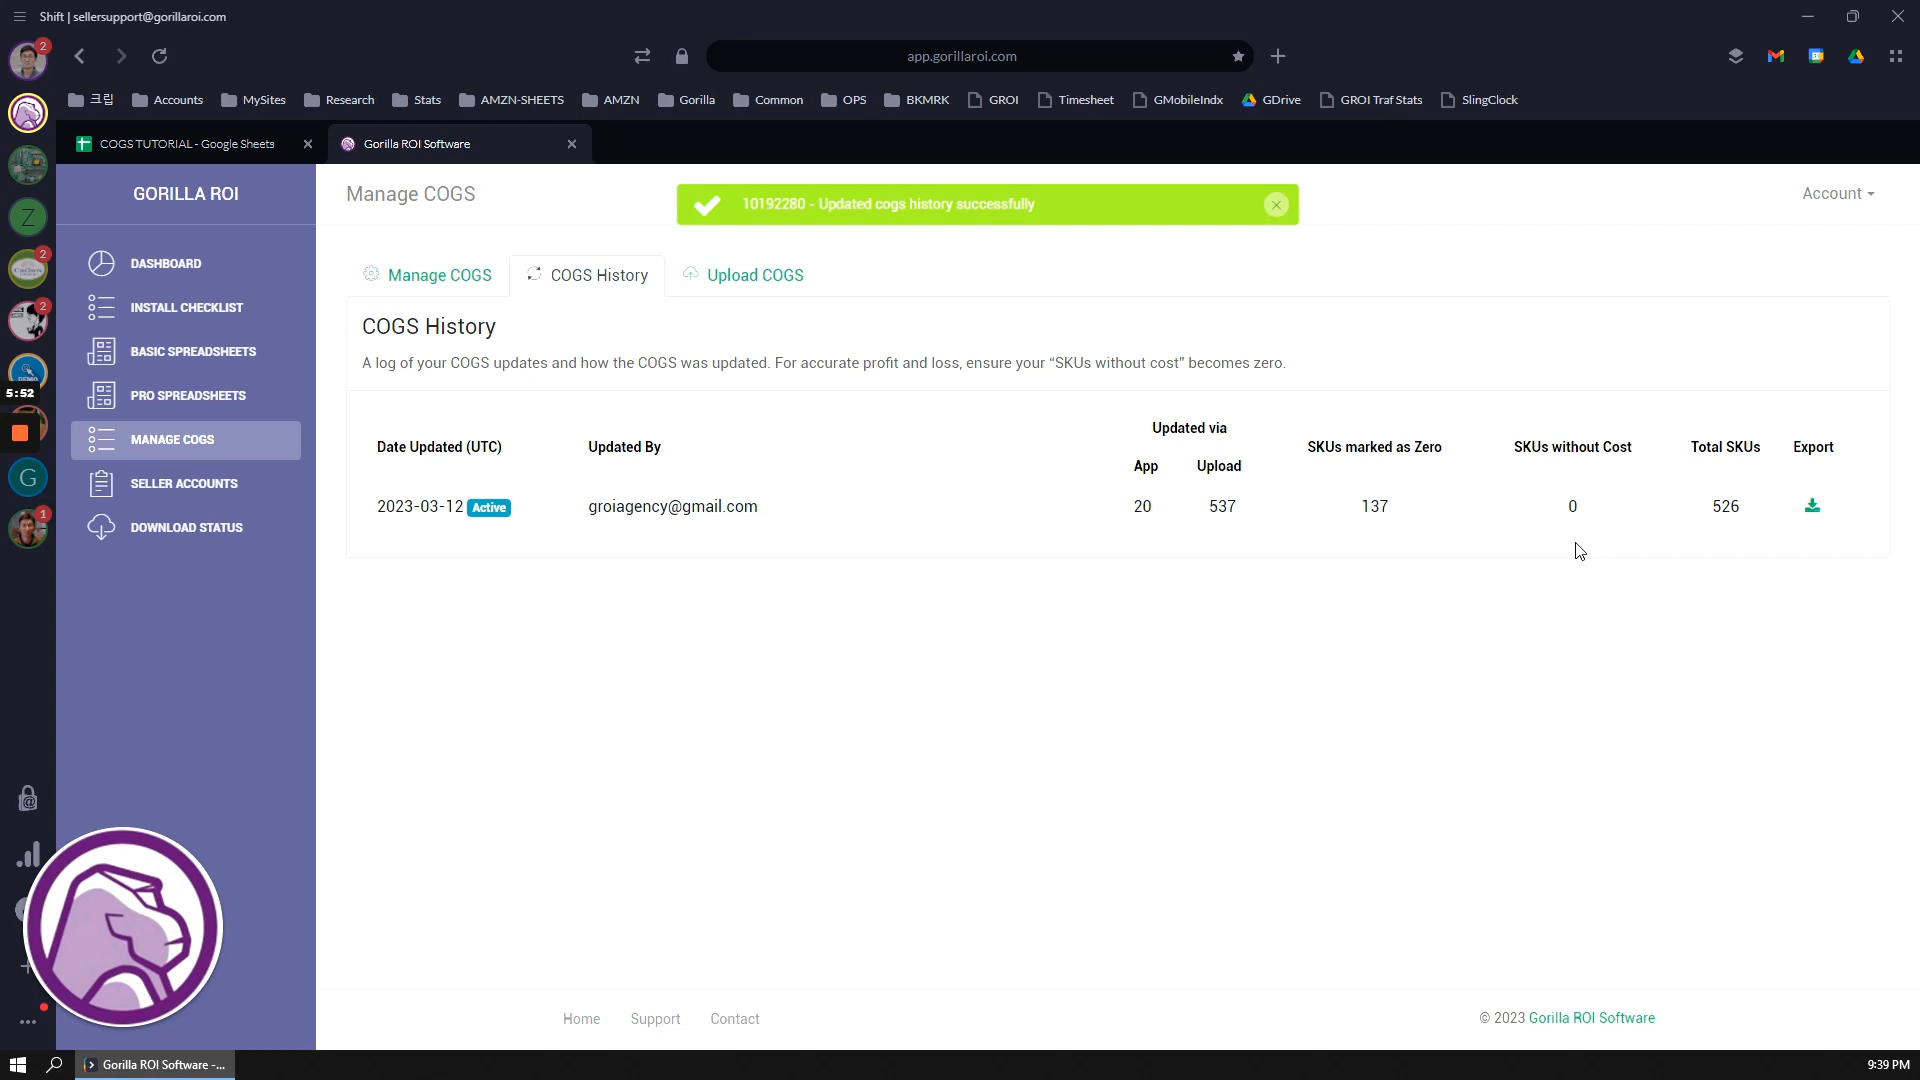 Shift | sellersupport@gorillaroi.com
2
app.gorillaroi.com
크립 Accounts MySites Research Stats AMZN-SHEETS AMZN Gorilla Common OPS BKMRK GROI Timesheet GMobileIndx GDrive GROI Traf Stats SlingClock
COGS TUTORIAL - Google Sheets
Gorilla ROI Software
GORILLA ROI
Manage COGS
10192280 - Updated cogs history successfully
Account
Z
2
2
5:52
G
1
DASHBOARD
INSTALL CHECKLIST
BASIC SPREADSHEETS
PRO SPREADSHEETS
MANAGE COGS
SELLER ACCOUNTS
DOWNLOAD STATUS
Manage COGS
COGS History
Upload COGS
COGS History
A log of your COGS updates and how the COGS was updated. For accurate profit and loss, ensure your “SKUs without cost” becomes zero.
Updated via
Date Updated (UTC) Updated By App Upload SKUs marked as Zero SKUs without Cost Total SKUs Export
2023-03-12 Active groiagency@gmail.com 20 537 137 0 526
Home Support Contact
© 2023 Gorilla ROI Software
Gorilla ROI Software -...
9:39 PM